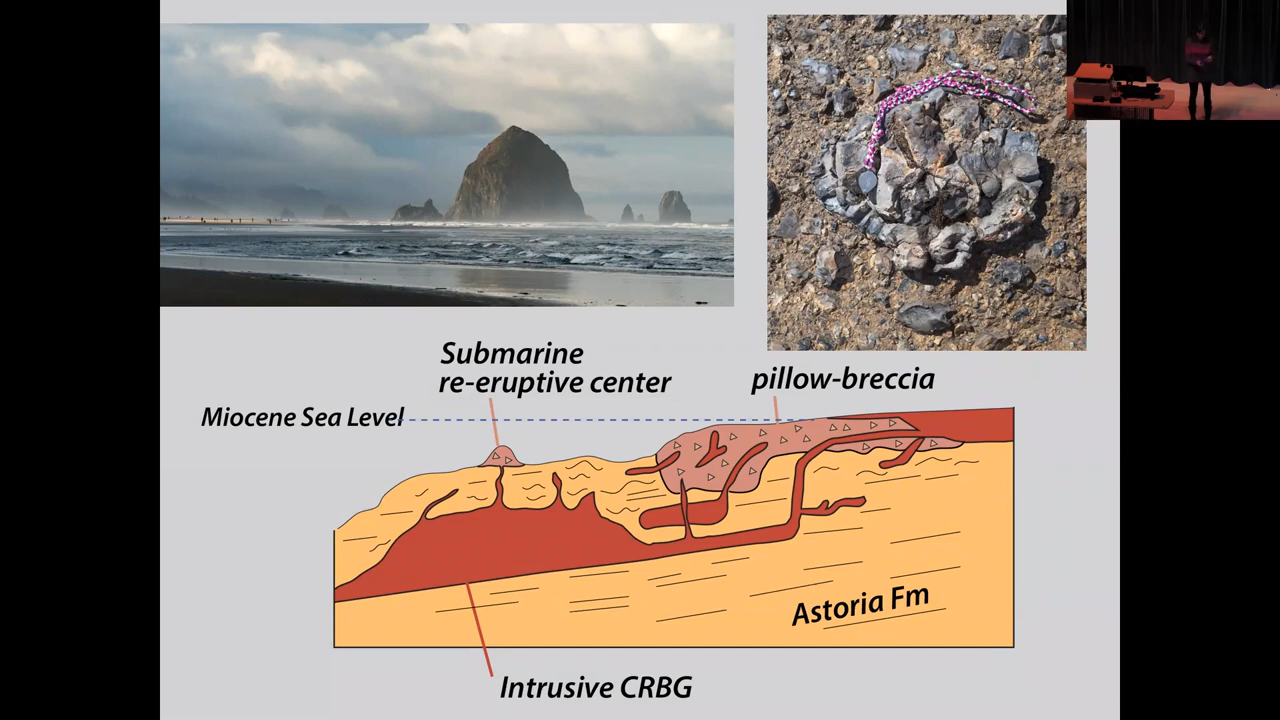 Submarine
re-eruptive center
pillow-breccia
Miocene Sea Level
Astoria Fm
Intrusive CRBG